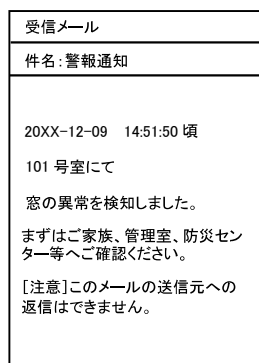 受信メール
件名:警報通知
20XX-12-09 14:51:50 頃
101 号室にて
窓の異常を検知しました。
まずはご家族、管理室、防災セン
ター等へご確認ください。
[注意]このメールの送信元への
返信はできません。